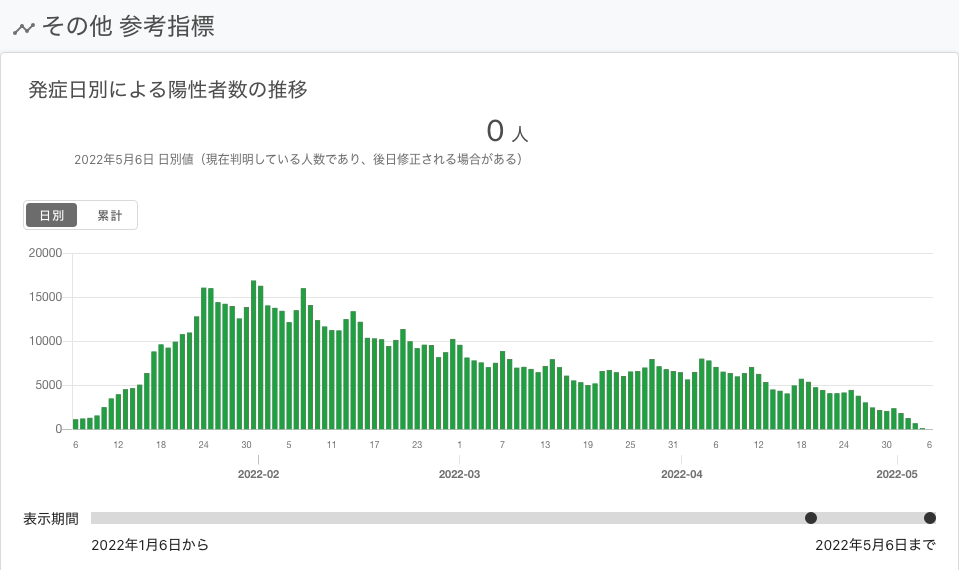 その他 参考指標
発症日別による陽性者数の推移
0 人
2022年5月6日 日別値（現在判明している人数であり、後日修正される場合がある）
日別 累計
20000
15000
10000
5000
0
6 12 18 24 30 5 11 17 23 1 7 13 19 25 31 6 12 18 24 30 6
2022-02 2022-03 2022-04 2022-05
表示期間
2022年1月6日から 2022年5月6日まで